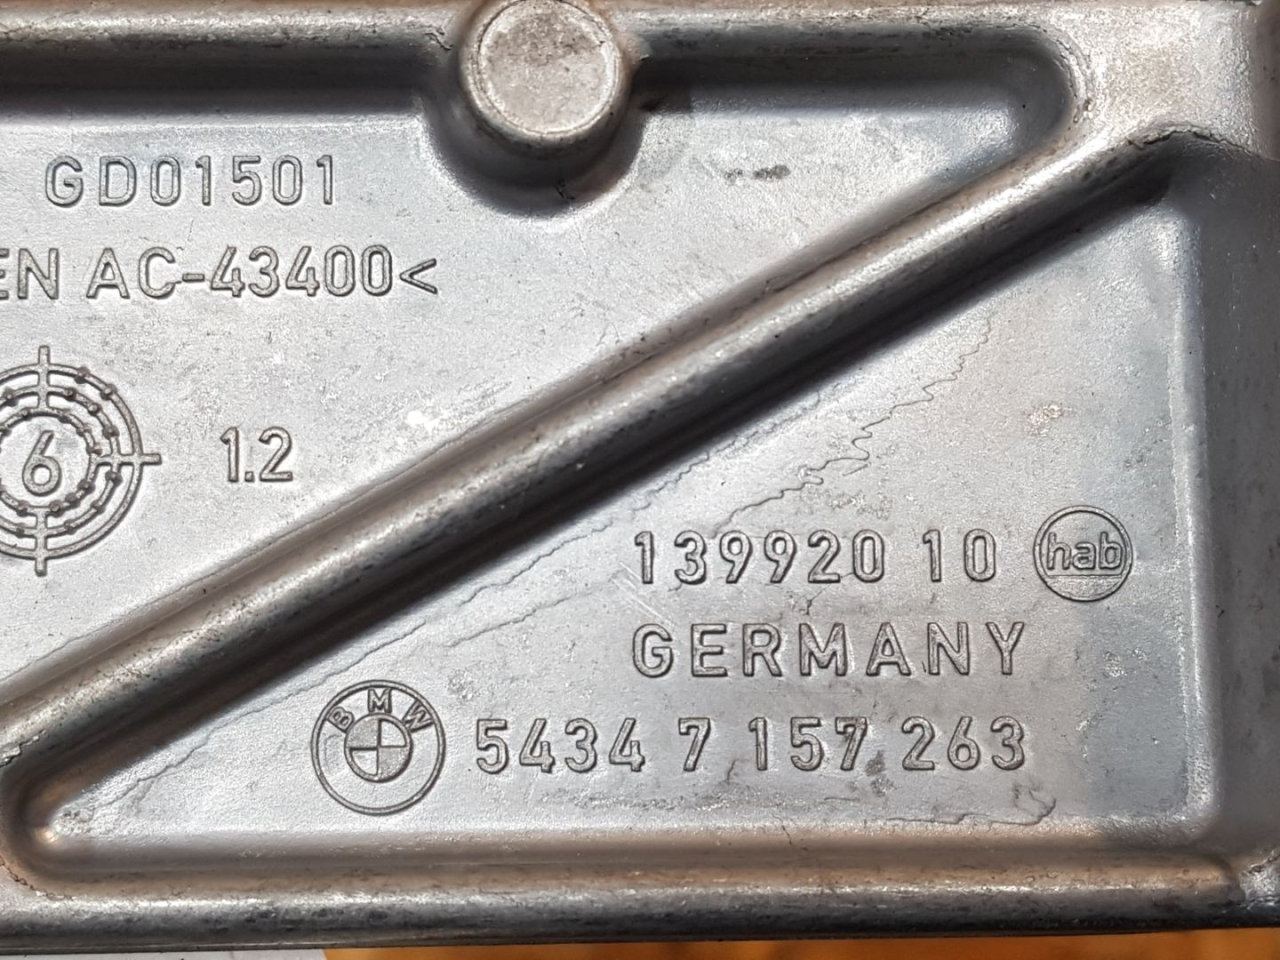 GD01501
EN AC-43400<
6
1.2
139920 10 hab
GERMANY
BMW 5434 7 157 263